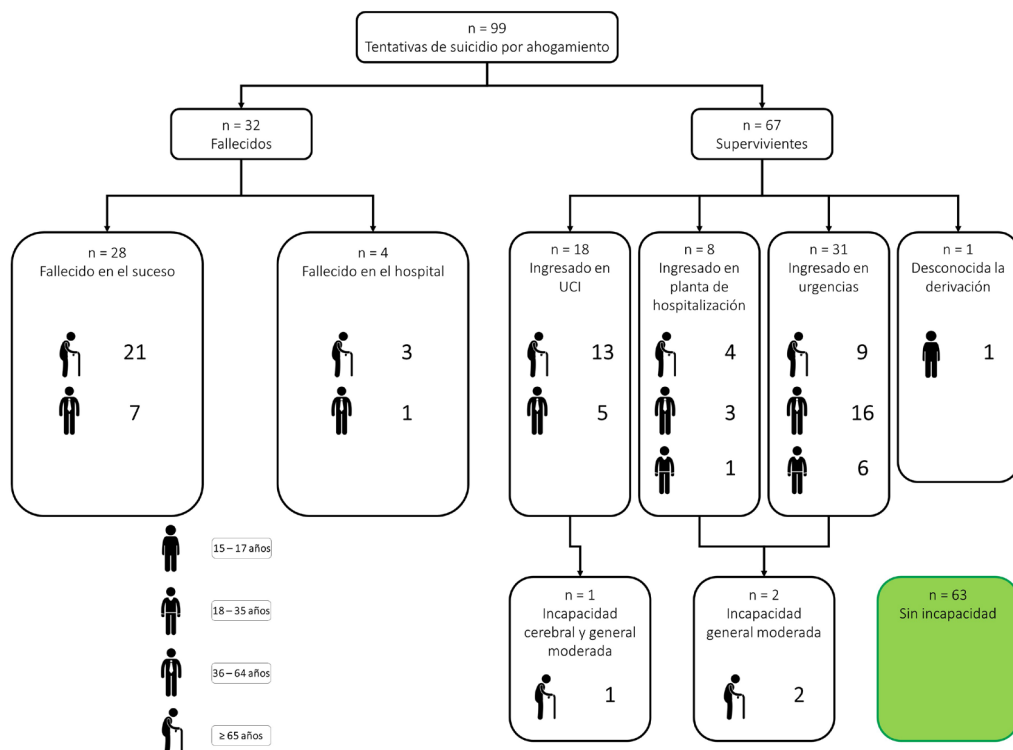 n = 99
Tentativas de suicidio por ahogamiento
n = 32
Fallecidos
n = 67
Supervivientes
n = 28
Fallecido en el suceso
21
7
n = 4
Fallecido en el hospital
3
1
n = 18
Ingresado en
UCI
13
5
n = 8
Ingresado en
planta de
hospitalización
4
3
1
n = 31
Ingresado en
urgencias
9
16
6
n = 1
Desconocida la
derivación
1
15 – 17 años
18 – 35 años
36 – 64 años
≥ 65 años
n = 1
Incapacidad
cerebral y general
moderada
1
n = 2
Incapacidad
general moderada
2
n = 63
Sin incapacidad